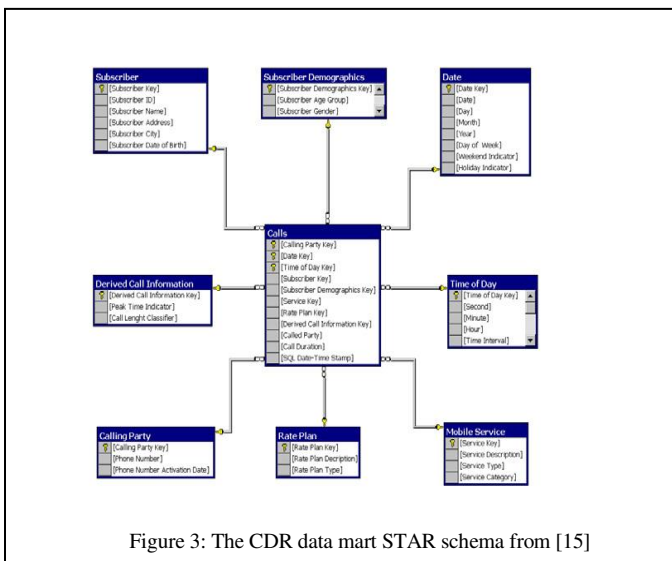 Subscriber
[Subscriber Key]
[Subscriber ID]
[Subscriber Name]
[Subscriber Address]
[Subscriber City]
[Subscriber Date of Birth]
Subscriber Demographics
[Subscriber Demographics Key]
[Subscriber Age Group]
[Subscriber Gender]
Date
[Date Key]
[Date]
[Day]
[Month]
[Year]
[Day of Week]
[Weekend Indicator]
[Holiday Indicator]
Calls
[Calling Party Key]
[Date Key]
[Time of Day Key]
[Subscriber Key]
[Subscriber Demographics Key]
[Service Key]
[Rate Plan Key]
[Derived Call Information Key]
[Called Party]
[Call Duration]
[SQL Date-Time Stamp]
Derived Call Information
[Derived Call Information Key]
[Peak Time Indicator]
[Call Lenght Classifier]
Time of Day
[Time of Day Key]
[Second]
[Minute]
[Hour]
[Time Interval]
Calling Party
[Calling Party Key]
[Phone Number]
[Phone Number Activation Date]
Rate Plan
[Rate Plan Key]
[Rate Plan Decription]
[Rate Plan Type]
Mobile Service
[Service Key]
[Service Description]
[Service Type]
[Service Category]
Figure 3: The CDR data mart STAR schema from [15]